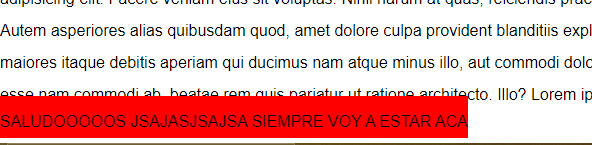 adipisicing elit. Facere veniam eius sit voluptas. Nihil harum at quas, reiciendis prae
Autem asperiores alias quibusdam quod, amet dolore culpa provident blanditiis expl
maiores itaque debitis aperiam qui ducimus nam atque minus illo, aut commodi dolo
esse nam commodi ab, beatae rem quis pariatur ut ratione architecto. Illo? Lorem ip
SALUDOOOOOS JSAJASJSAJSA SIEMPRE VOY A ESTAR ACA